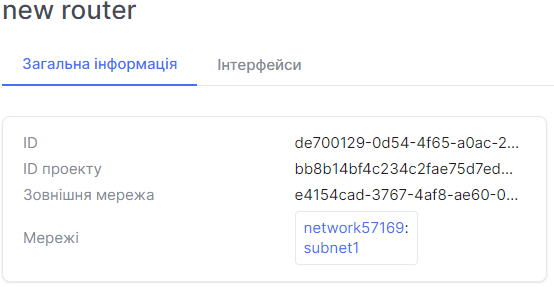 new router
Загальна інформація Інтерфейси
ID de700129-0d54-4f65-a0ac-2...
ID проекту bb8b14bf4c234c2fae75d7ed...
Зовнішня мережа e4154cad-3767-4af8-ae60-0...
Мережі network57169:
subnet1